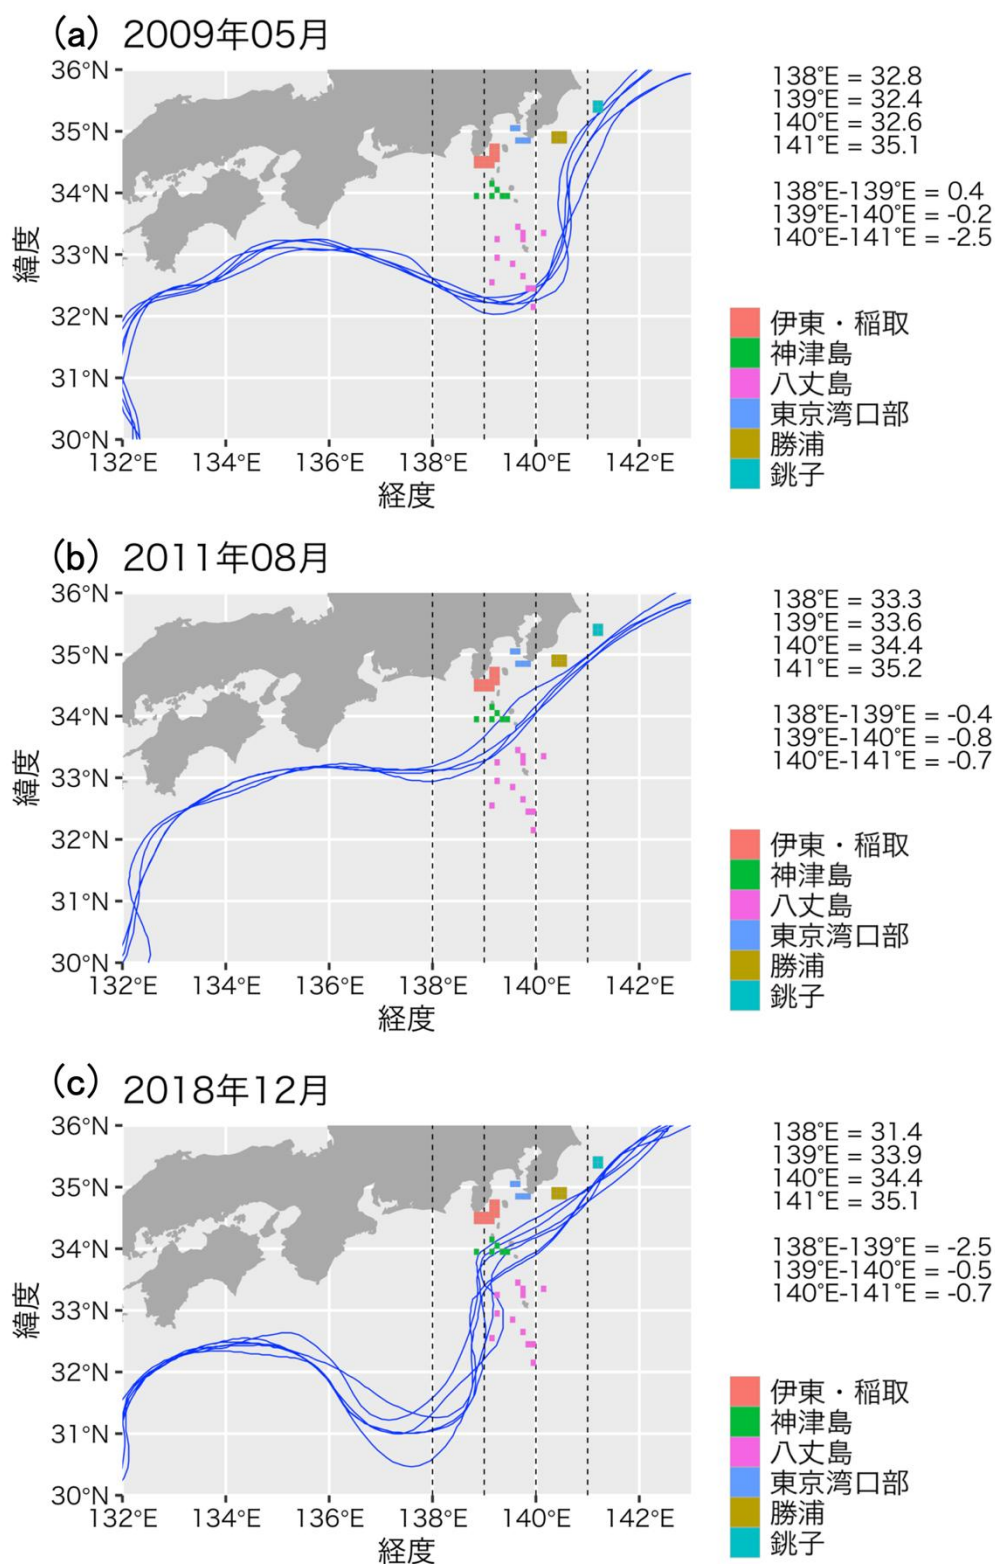 (a) 2009年05月
36°N
35°N
34°N
33°N
32°N
31°N
30°N
緯度
132°E 134°E 136°E 138°E 140°E 142°E
経度
138°E = 32.8
139°E = 32.4
140°E = 32.6
141°E = 35.1
138°E-139°E = 0.4
139°E-140°E = -0.2
140°E-141°E = -2.5
伊東・稲取
神津島
八丈島
東京湾口部
勝浦
銚子
(b) 2011年08月
36°N
35°N
34°N
33°N
32°N
31°N
30°N
緯度
132°E 134°E 136°E 138°E 140°E 142°E
経度
138°E = 33.3
139°E = 33.6
140°E = 34.4
141°E = 35.2
138°E-139°E = -0.4
139°E-140°E = -0.8
140°E-141°E = -0.7
伊東・稲取
神津島
八丈島
東京湾口部
勝浦
銚子
(c) 2018年12月
36°N
35°N
34°N
33°N
32°N
31°N
30°N
緯度
132°E 134°E 136°E 138°E 140°E 142°E
経度
138°E = 31.4
139°E = 33.9
140°E = 34.4
141°E = 35.1
138°E-139°E = -2.5
139°E-140°E = -0.5
140°E-141°E = -0.7
伊東・稲取
神津島
八丈島
東京湾口部
勝浦
銚子